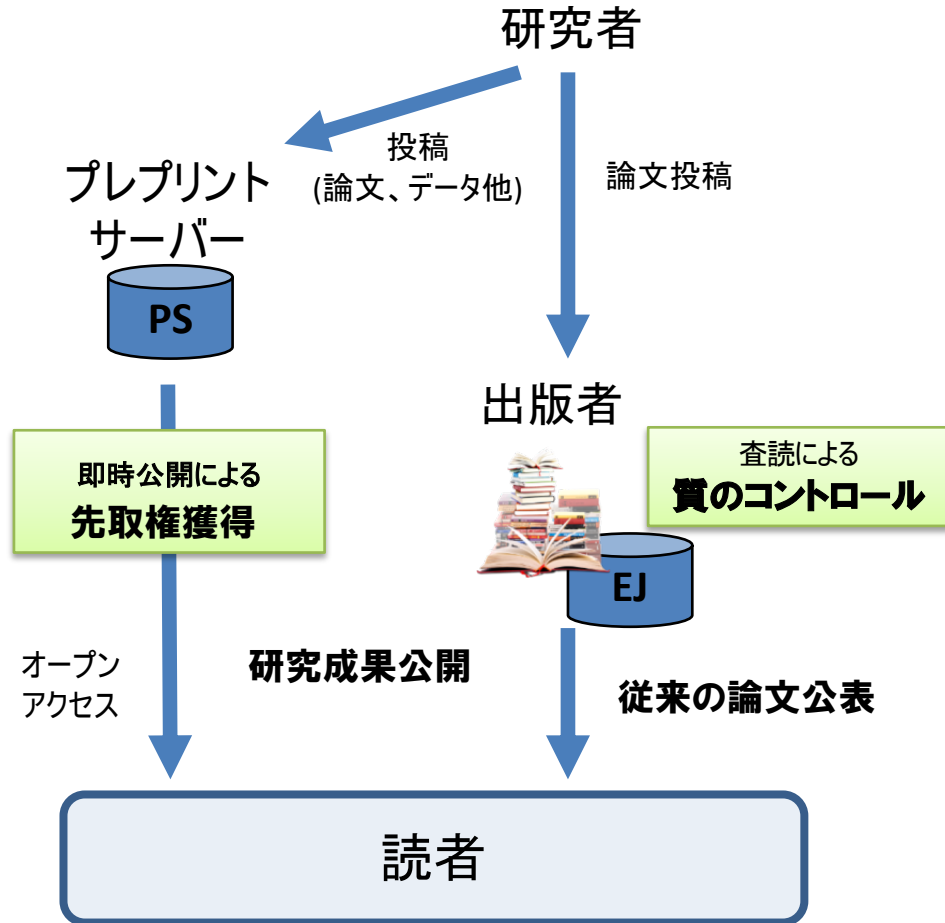 研究者
投稿
(論文、データ他)
論文投稿
プレプリント
サーバー
PS
出版者
即時公開による
先取権獲得
査読による
質のコントロール
EJ
オープン
アクセス
研究成果公開
従来の論文公表
読者